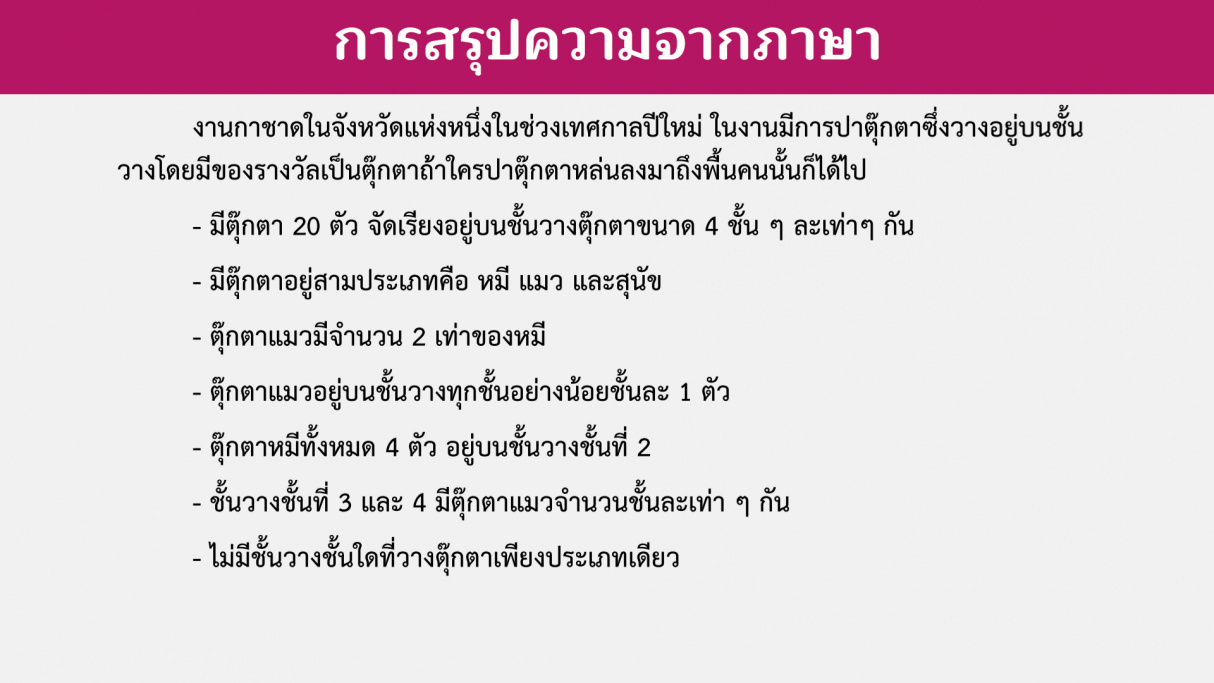 การสรุปความจากภาษา
งานกาชาดในจังหวัดแห่งหนึ่งในช่วงเทศกาลปีใหม่ ในงานมีการปาตุ๊กตาซึ่งวางอยู่บนชั้น
วางโดยมีของรางวัลเป็นตุ๊กตาถ้าใครปาตุ๊กตาหล่นลงมาถึงพื้นคนนั้นก็ได้ไป
- มีตุ๊กตา 20 ตัว จัดเรียงอยู่บนชั้นวางตุ๊กตาขนาด 4 ชั้น ๆ ละเท่าๆ กัน
- มีตุ๊กตาอยู่สามประเภทคือ หมี แมว และสุนัข
- ตุ๊กตาแมวมีจำนวน 2 เท่าของหมี
- ตุ๊กตาแมวอยู่บนชั้นวางทุกชั้นอย่างน้อยชั้นละ 1 ตัว
- ตุ๊กตาหมีทั้งหมด 4 ตัว อยู่บนชั้นวางชั้นที่ 2
- ชั้นวางชั้นที่ 3 และ 4 มีตุ๊กตาแมวจำนวนชั้นละเท่า ๆ กัน
- ไม่มีชั้นวางชั้นใดที่วางตุ๊กตาเพียงประเภทเดียว